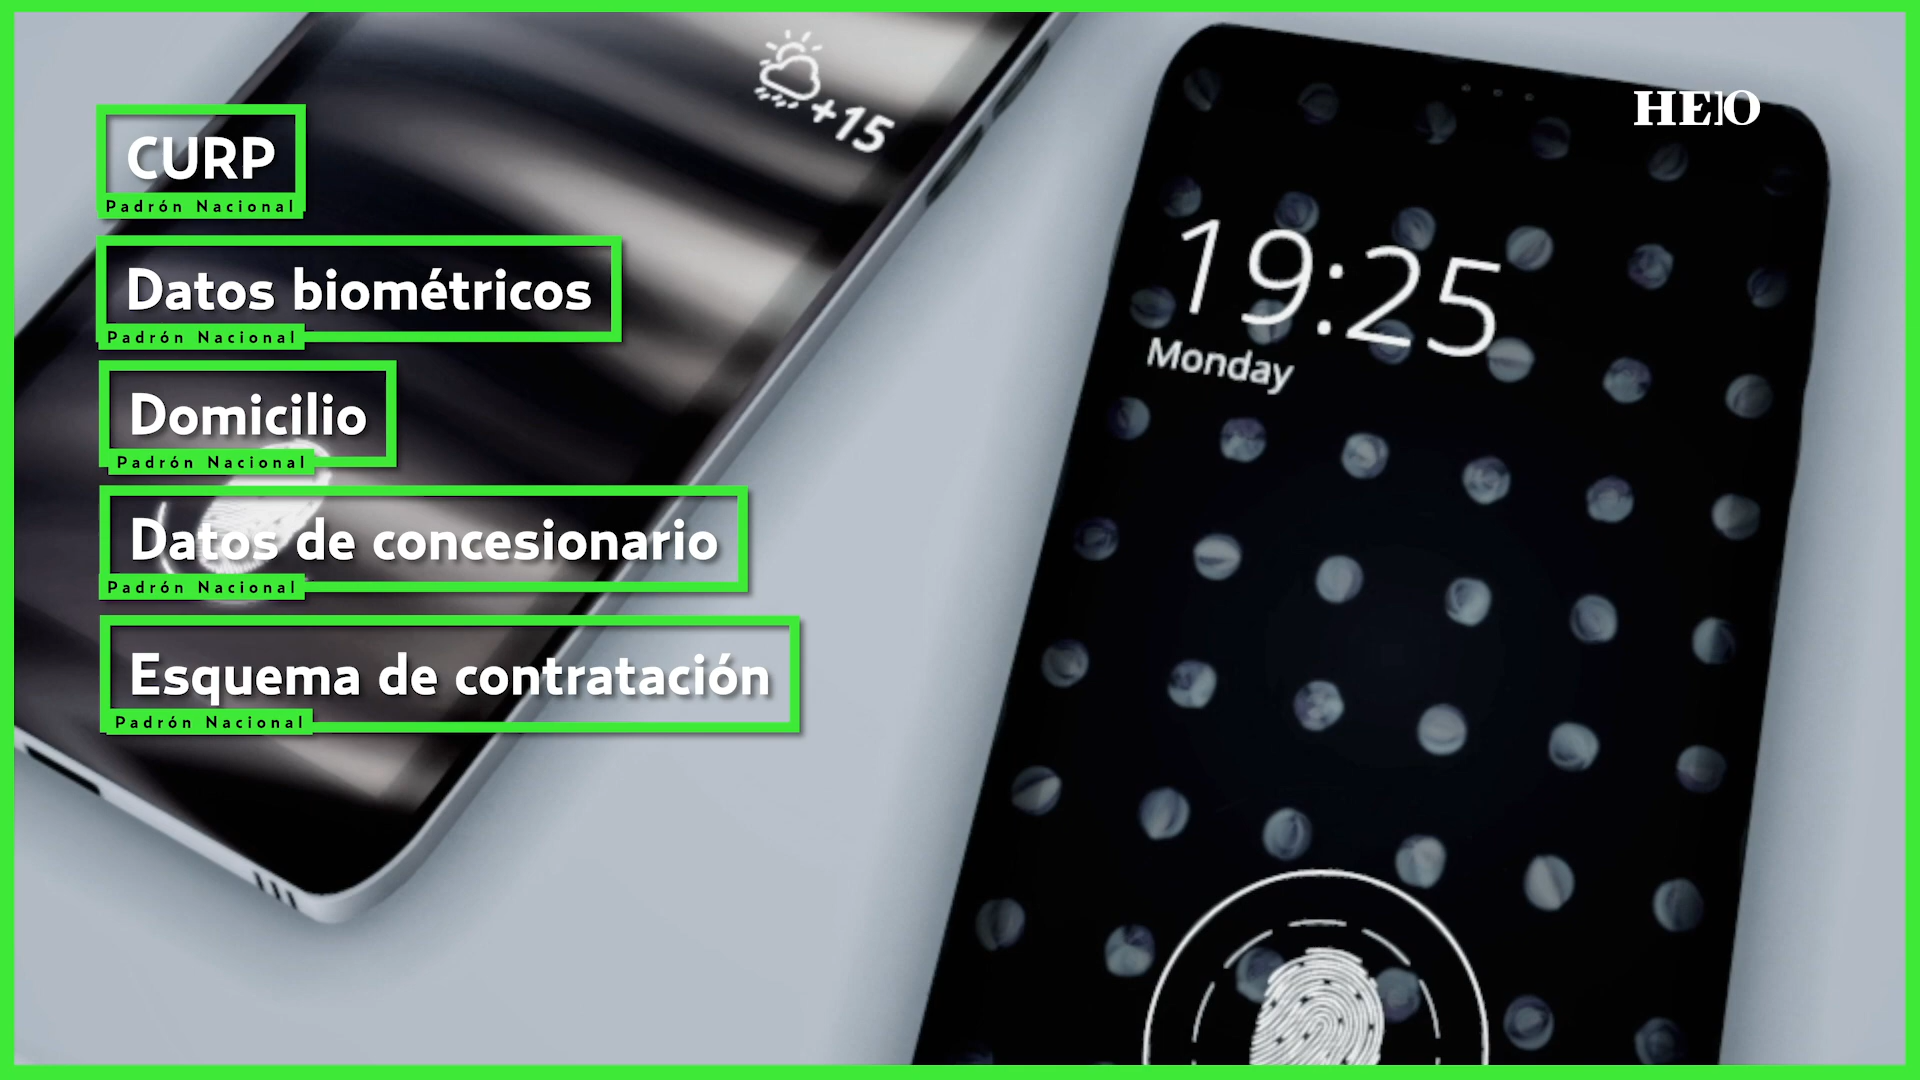 +15
HEO
CURP
Padrón Nacional
Datos biométricos
Padrón Nacional
Domicilio
Padrón Nacional
Datos de concesionario
Padrón Nacional
Esquema de contratación
Padrón Nacional
19:25
Monday